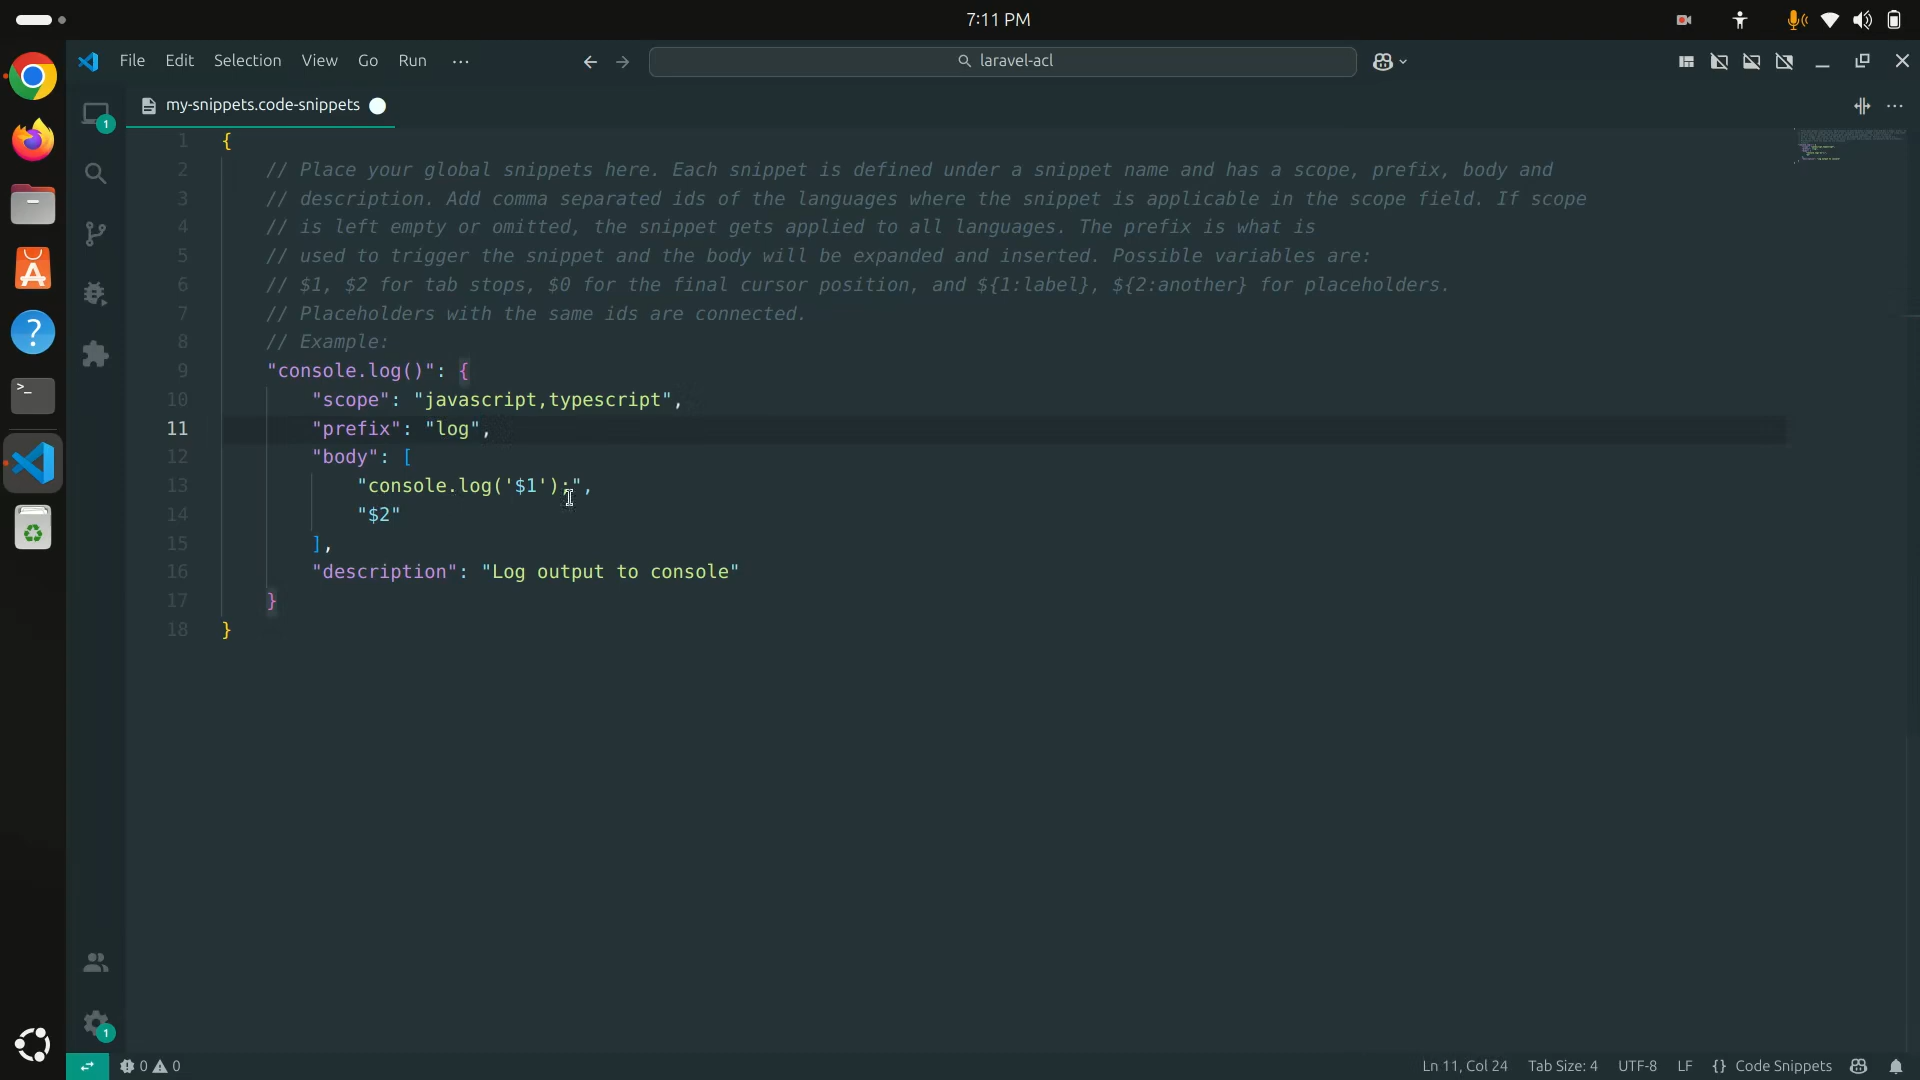 7:11 PM
File Edit Selection View Go Run ··· laravel-acl
my-snippets.code-snippets
1 {
2 // Place your global snippets here. Each snippet is defined under a snippet name and has a scope, prefix, body and
3 // description. Add comma separated ids of the languages where the snippet is applicable in the scope field. If scope
4 // is left empty or omitted, the snippet gets applied to all languages. The prefix is what is
5 // used to trigger the snippet and the body will be expanded and inserted. Possible variables are:
6 // $1, $2 for tab stops, $0 for the final cursor position, and ${1:label}, ${2:another} for placeholders.
7 // Placeholders with the same ids are connected.
8 // Example:
9 "console.log()": {
10 "scope": "javascript,typescript",
11 "prefix": "log",
12 "body": [
13 "console.log('$1');",
14 "$2"
15 ],
16 "description": "Log output to console"
17 }
18 }
1
1
0 0 Ln 11, Col 24 Tab Size: 4 UTF-8 LF {} Code Snippets